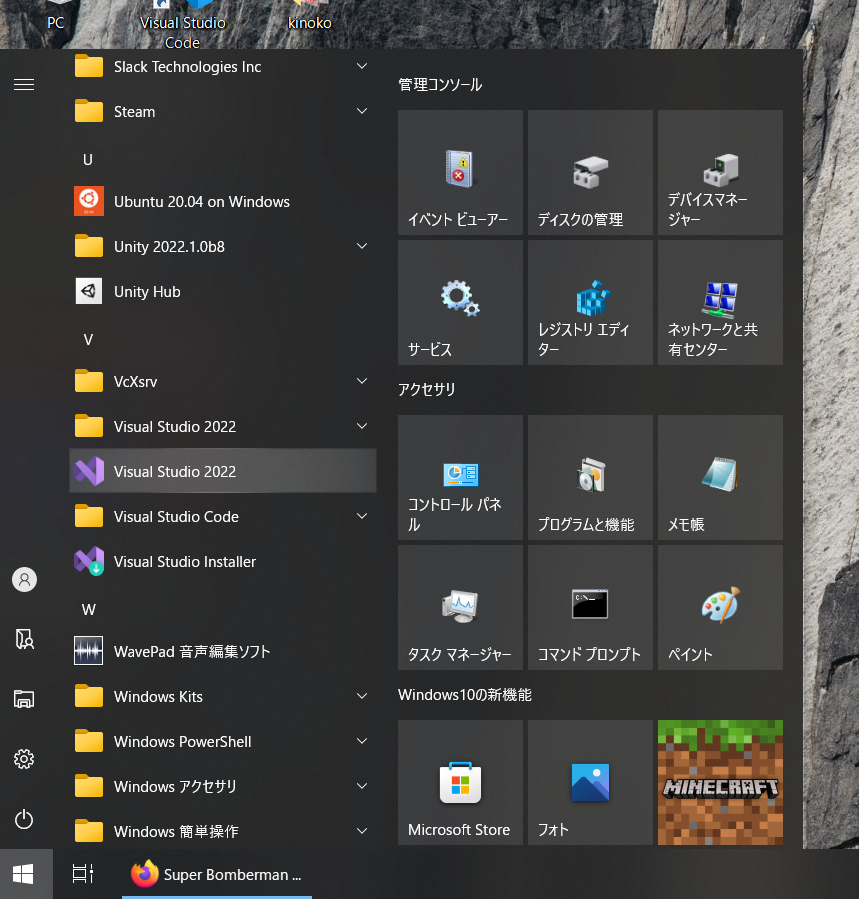 PC
Visual Studio
Code
kinoko
Slack Technologies Inc
Steam
U
Ubuntu 20.04 on Windows
Unity 2022.1.0b8
Unity Hub
V
VcXsrv
Visual Studio 2022
Visual Studio 2022
Visual Studio Code
Visual Studio Installer
W
WavePad 音声編集ソフト
Windows Kits
Windows PowerShell
Windows アクセサリ
Windows 簡単操作
管理コンソール
イベント ビューアー
ディスクの管理
デバイスマネー
ジャー
サービス
レジストリ エディ
ター
ネットワークと共
有センター
アクセサリ
コントロール パネ
ル
プログラムと機能
メモ帳
タスク マネージャー
C:\>_
コマンド プロンプト
ペイント
Windows10の新機能
Microsoft Store
フォト
MINECRAFT
Super Bomberman ...